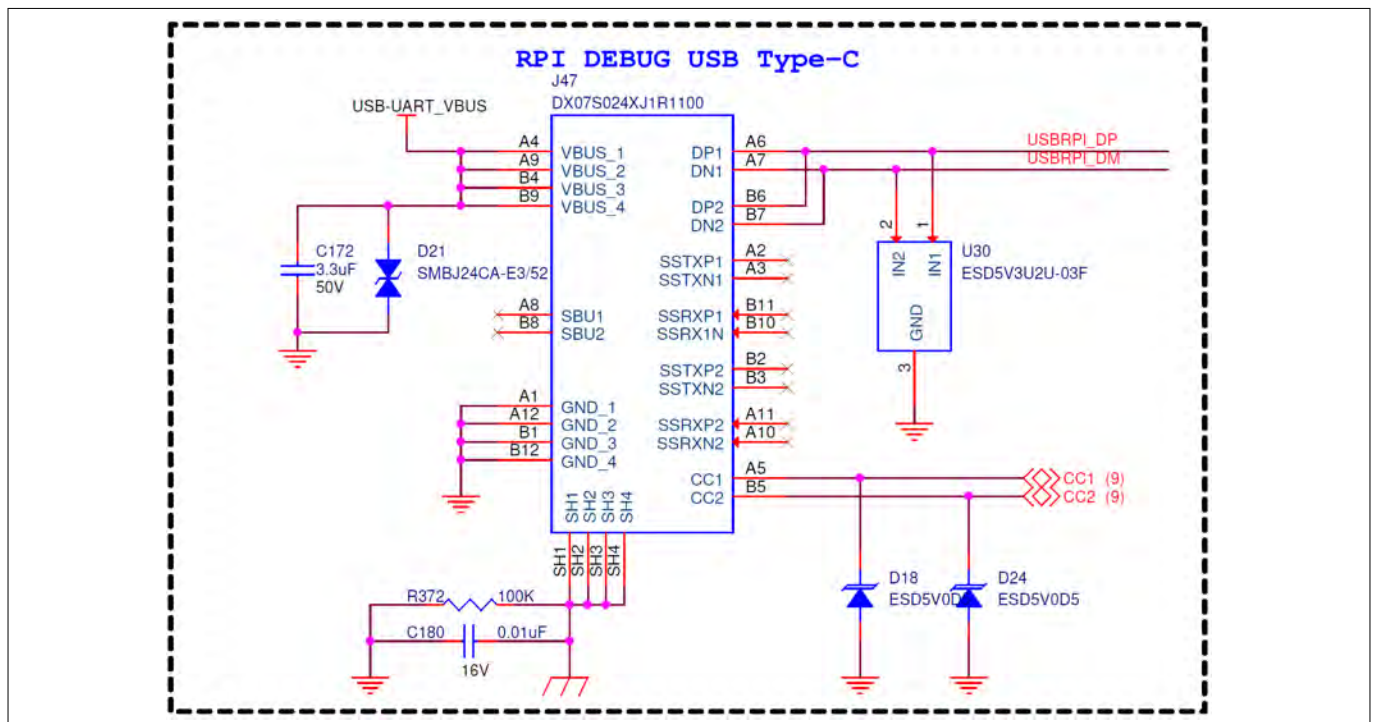 RPI DEBUG USB Type-C
J47
DX07S024XJ1R1100
USB-UART_VBUS
A4 VBUS_1
A9 VBUS_2
B4 VBUS_3
B9 VBUS_4
C172
3.3uF
50V
D21
SMBJ24CA-E3/52
A8 SBU1
B8 SBU2
A1 GND_1
A12 GND_2
B1 GND_3
B12 GND_4
DP1 A6 USBRPI_DP
DN1 A7 USBRPI_DM
DP2 B6
DN2 B7
SSTXP1 A2
SSTXN1 A3
SSRXP1 B11
SSRX1N B10
SSTXP2 B2
SSTXN2 B3
SSRXP2 A11
SSRXN2 A10
CC1 A5 CC1 (9)
CC2 B5 CC2 (9)
2 1
IN2 IN1
GND
3
U30
ESD5V3U2U-03F
SH1 SH2 SH3 SH4
SH1 SH2 SH3 SH4
R372 100K
C180 0.01uF
16V
D18
ESD5V0D
D24
ESD5V0D5